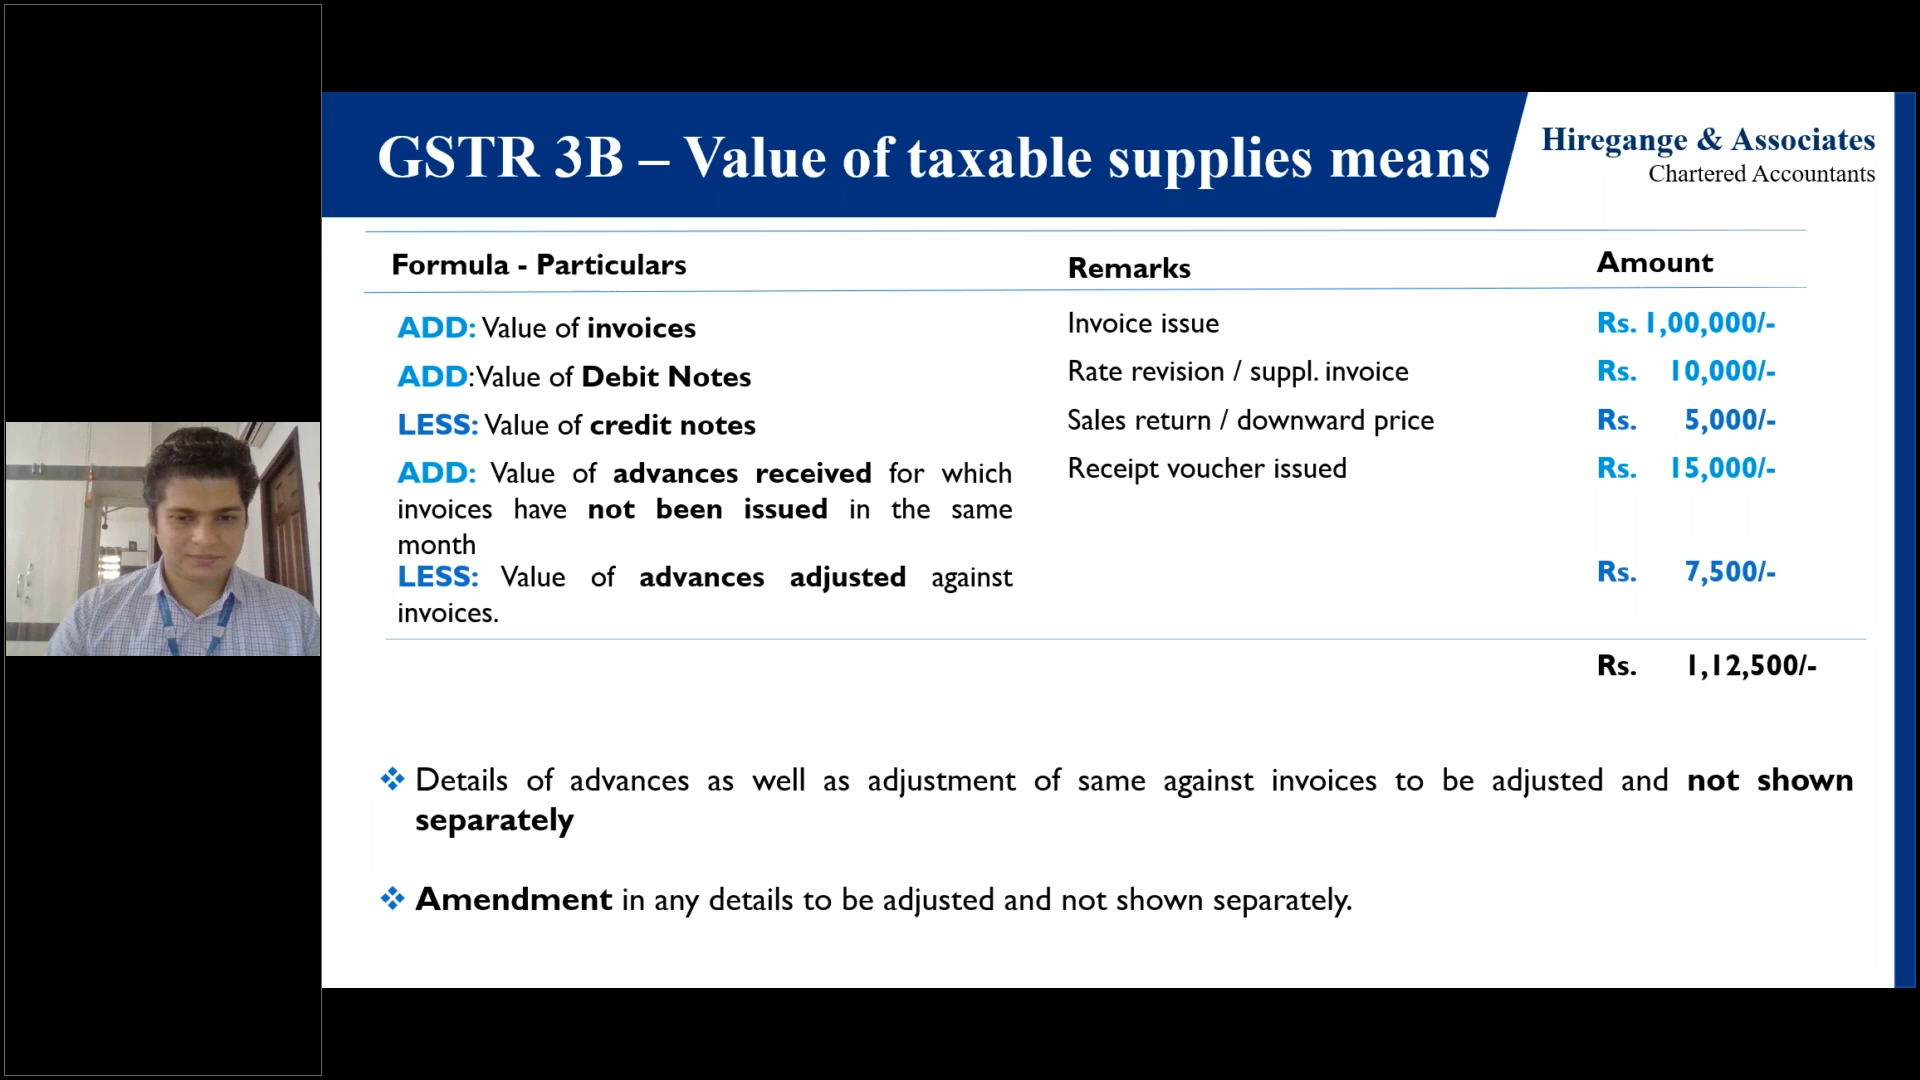 GSTR 3B – Value of taxable supplies means
Hiregange & Associates
Chartered Accountants
Formula - Particulars
Remarks
Amount
ADD: Value of invoices
Invoice issue
Rs. 1,00,000/-
ADD:Value of Debit Notes
Rate revision / suppl. invoice
Rs. 10,000/-
LESS: Value of credit notes
Sales return / downward price
Rs. 5,000/-
ADD: Value of advances received for which
invoices have not been issued in the same
month
Receipt voucher issued
Rs. 15,000/-
LESS: Value of advances adjusted against
invoices.
Rs. 7,500/-
Rs. 1,12,500/-
❖ Details of advances as well as adjustment of same against invoices to be adjusted and not shown
separately
❖ Amendment in any details to be adjusted and not shown separately.